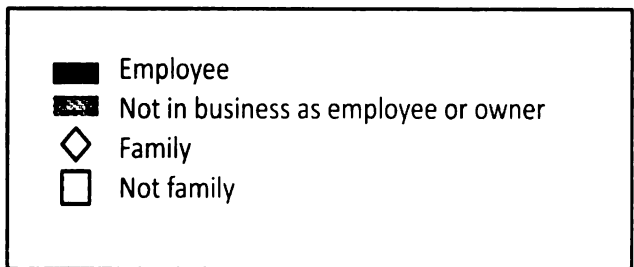 Employee
Not in business as employee or owner
Family
Not family